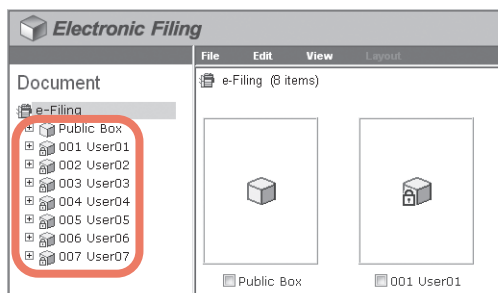 Electronic Filing
File Edit View Layout
Document
e-Filing (8 items)
e-Filing
Public Box
001 User01
002 User02
003 User03
004 User04
005 User05
006 User06
007 User07
Public Box
001 User01